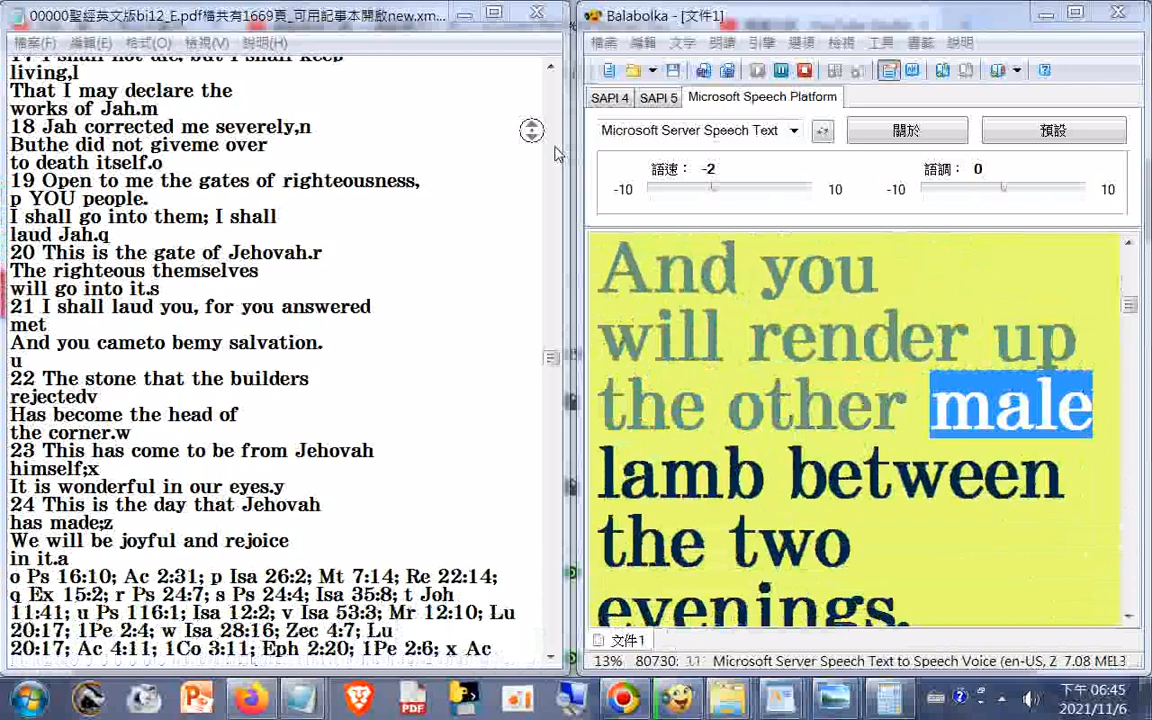 00000聖經英文版bi12_E.pdf檔共有1669頁_可用記事本開啟new.xm...
檔案(F) 編輯(E) 格式(O) 檢視(V) 說明(H)
17 I shall not die, but I shall keep
living,l
That I may declare the
works of Jah.m
18 Jah corrected me severely,n
Buthe did not giveme over
to death itself.o
19 Open to me the gates of righteousness,
p YOU people.
I shall go into them; I shall
laud Jah.q
20 This is the gate of Jehovah.r
The righteous themselves
will go into it.s
21 I shall laud you, for you answered
met
And you cameto bemy salvation.
u
22 The stone that the builders
rejectedv
Has become the head of
the corner.w
23 This has come to be from Jehovah
himself;x
It is wonderful in our eyes.y
24 This is the day that Jehovah
has made;z
We will be joyful and rejoice
in it.a
o Ps 16:10; Ac 2:31; p Isa 26:2; Mt 7:14; Re 22:14;
q Ex 15:2; r Ps 24:7; s Ps 24:4; Isa 35:8; t Joh
11:41; u Ps 116:1; Isa 12:2; v Isa 53:3; Mr 12:10; Lu
20:17; 1Pe 2:4; w Isa 28:16; Zec 4:7; Lu
20:17; Ac 4:11; 1Co 3:11; Eph 2:20; 1Pe 2:6; x Ac
Balabolka - [文件1]
檔案 編輯 文字 朗讀 引擎 選項 檢視 工具 書籤 說明
SAPI 4 SAPI 5 Microsoft Speech Platform
Microsoft Server Speech Text 關於 預設
語速： -2 語調： 0
-10 10 -10 10
And you
will render up
the other male
lamb between
the two
evenings.
文件1
13% 80730: Microsoft Server Speech Text to Speech Voice (en-US, Z 7.08 MEL3
PDF
下午 06:45
2021/11/6